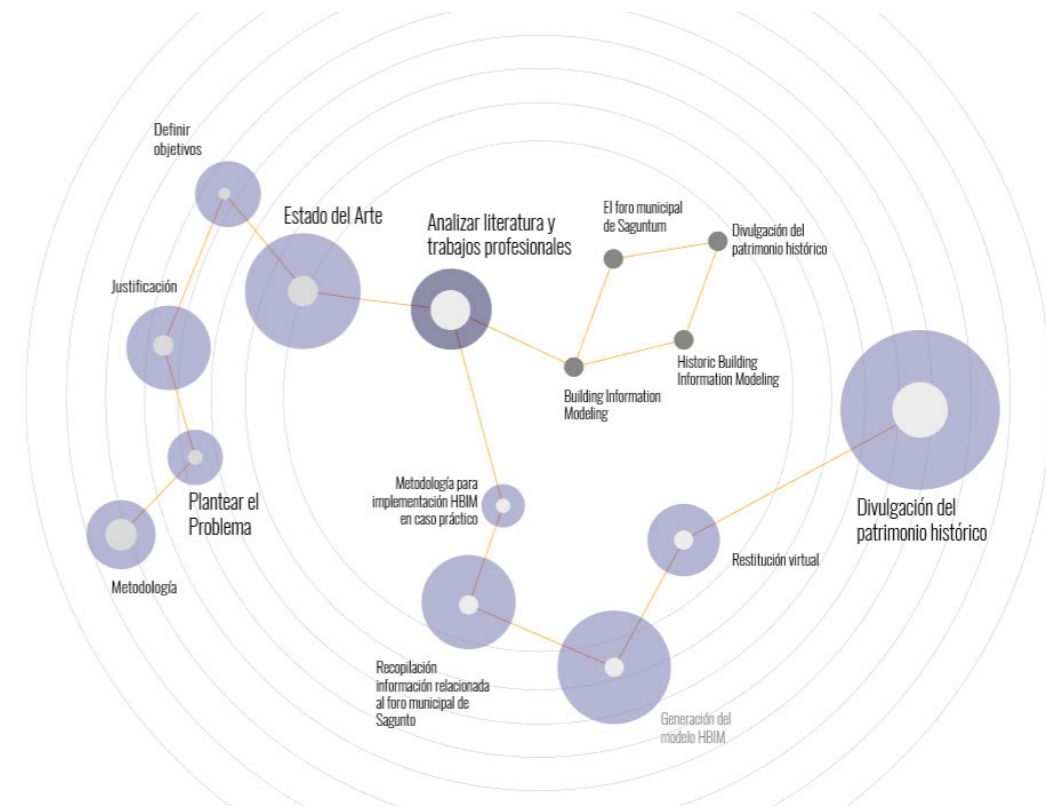 Definir
objetivos
Estado del Arte
Analizar literatura y
trabajos profesionales
El foro municipal
de Saguntum
Divulgación del
patrimonio histórico
Justificación
Historic Building
Information Modeling
Building Information
Modeling
Metodología para
implementación HBIM
en caso práctico
Plantear el
Problema
Divulgación del
patrimonio histórico
Restitución virtual
Metodología
Recopilación
información relacionada
al foro municipal de
Sagunto
Generación del
modelo HBIM